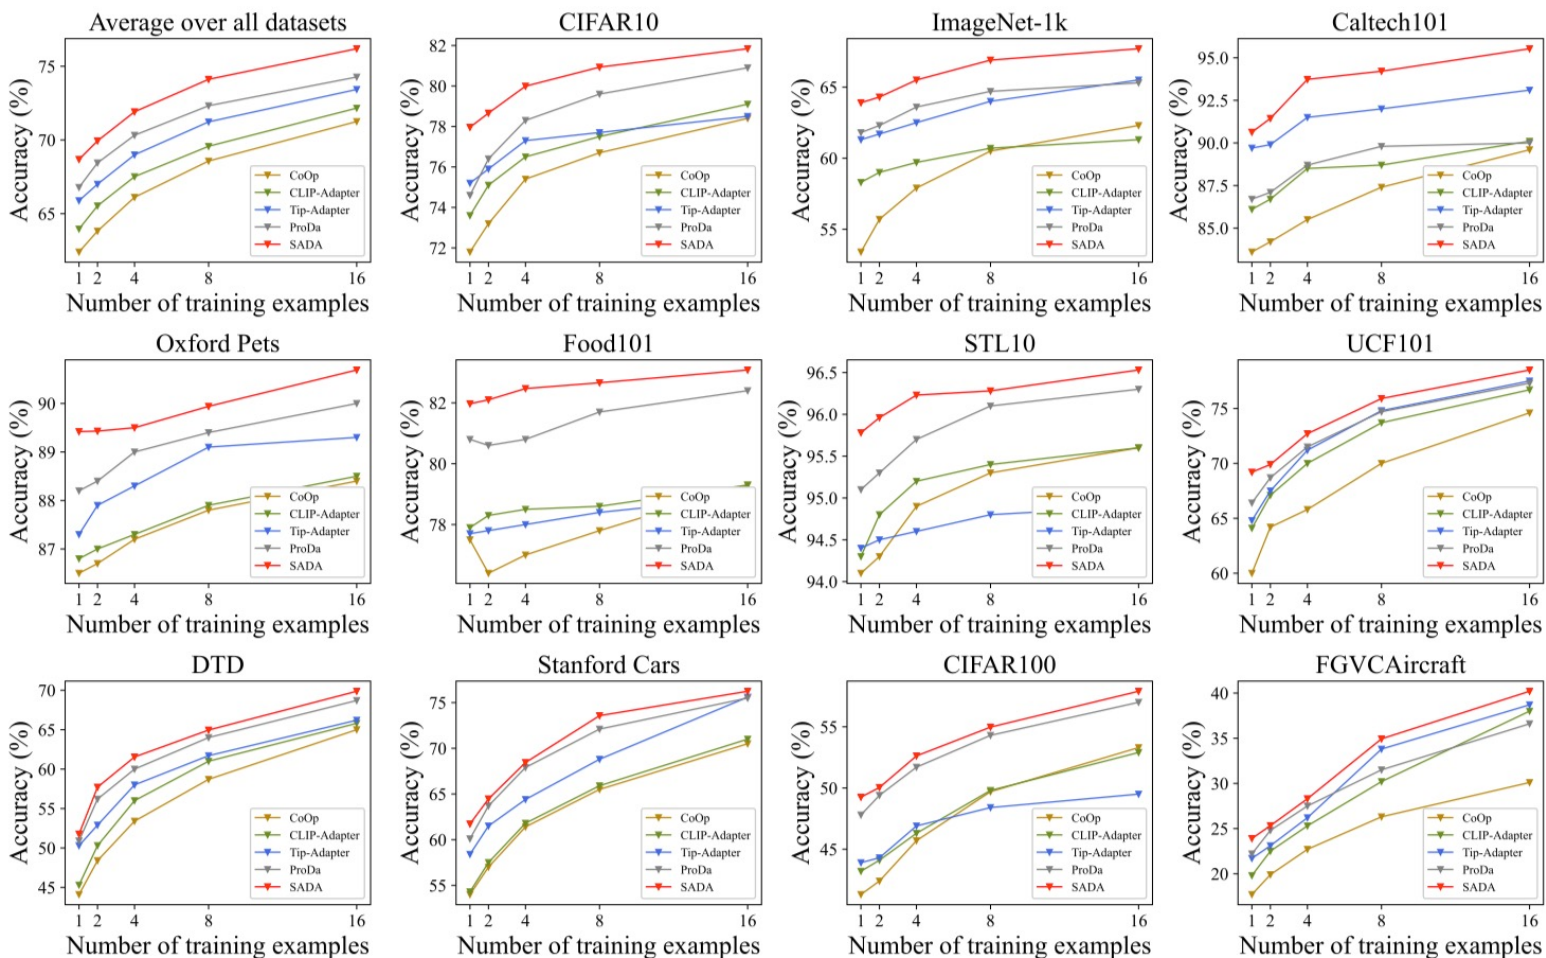 Average over all datasets
Accuracy (%)
75
70
65
CoOp
CLIP-Adapter
Tip-Adapter
ProDa
SADA
1 2 4 8 16
Number of training examples
CIFAR10
Accuracy (%)
82
80
78
76
74
72
CoOp
CLIP-Adapter
Tip-Adapter
ProDa
SADA
1 2 4 8 16
Number of training examples
ImageNet-1k
Accuracy (%)
65
60
55
CoOp
CLIP-Adapter
Tip-Adapter
ProDa
SADA
1 2 4 8 16
Number of training examples
Caltech101
Accuracy (%)
95.0
92.5
90.0
87.5
85.0
CoOp
CLIP-Adapter
Tip-Adapter
ProDa
SADA
1 2 4 8 16
Number of training examples
Oxford Pets
Accuracy (%)
90
89
88
87
CoOp
CLIP-Adapter
Tip-Adapter
ProDa
SADA
1 2 4 8 16
Number of training examples
Food101
Accuracy (%)
82
80
78
CoOp
CLIP-Adapter
Tip-Adapter
ProDa
SADA
1 2 4 8 16
Number of training examples
STL10
Accuracy (%)
96.5
96.0
95.5
95.0
94.5
94.0
CoOp
CLIP-Adapter
Tip-Adapter
ProDa
SADA
1 2 4 8 16
Number of training examples
UCF101
Accuracy (%)
75
70
65
60
CoOp
CLIP-Adapter
Tip-Adapter
ProDa
SADA
1 2 4 8 16
Number of training examples
DTD
Accuracy (%)
70
65
60
55
50
45
CoOp
CLIP-Adapter
Tip-Adapter
ProDa
SADA
1 2 4 8 16
Number of training examples
Stanford Cars
Accuracy (%)
75
70
65
60
55
CoOp
CLIP-Adapter
Tip-Adapter
ProDa
SADA
1 2 4 8 16
Number of training examples
CIFAR100
Accuracy (%)
55
50
45
CoOp
CLIP-Adapter
Tip-Adapter
ProDa
SADA
1 2 4 8 16
Number of training examples
FGVCAircraft
Accuracy (%)
40
35
30
25
20
CoOp
CLIP-Adapter
Tip-Adapter
ProDa
SADA
1 2 4 8 16
Number of training examples